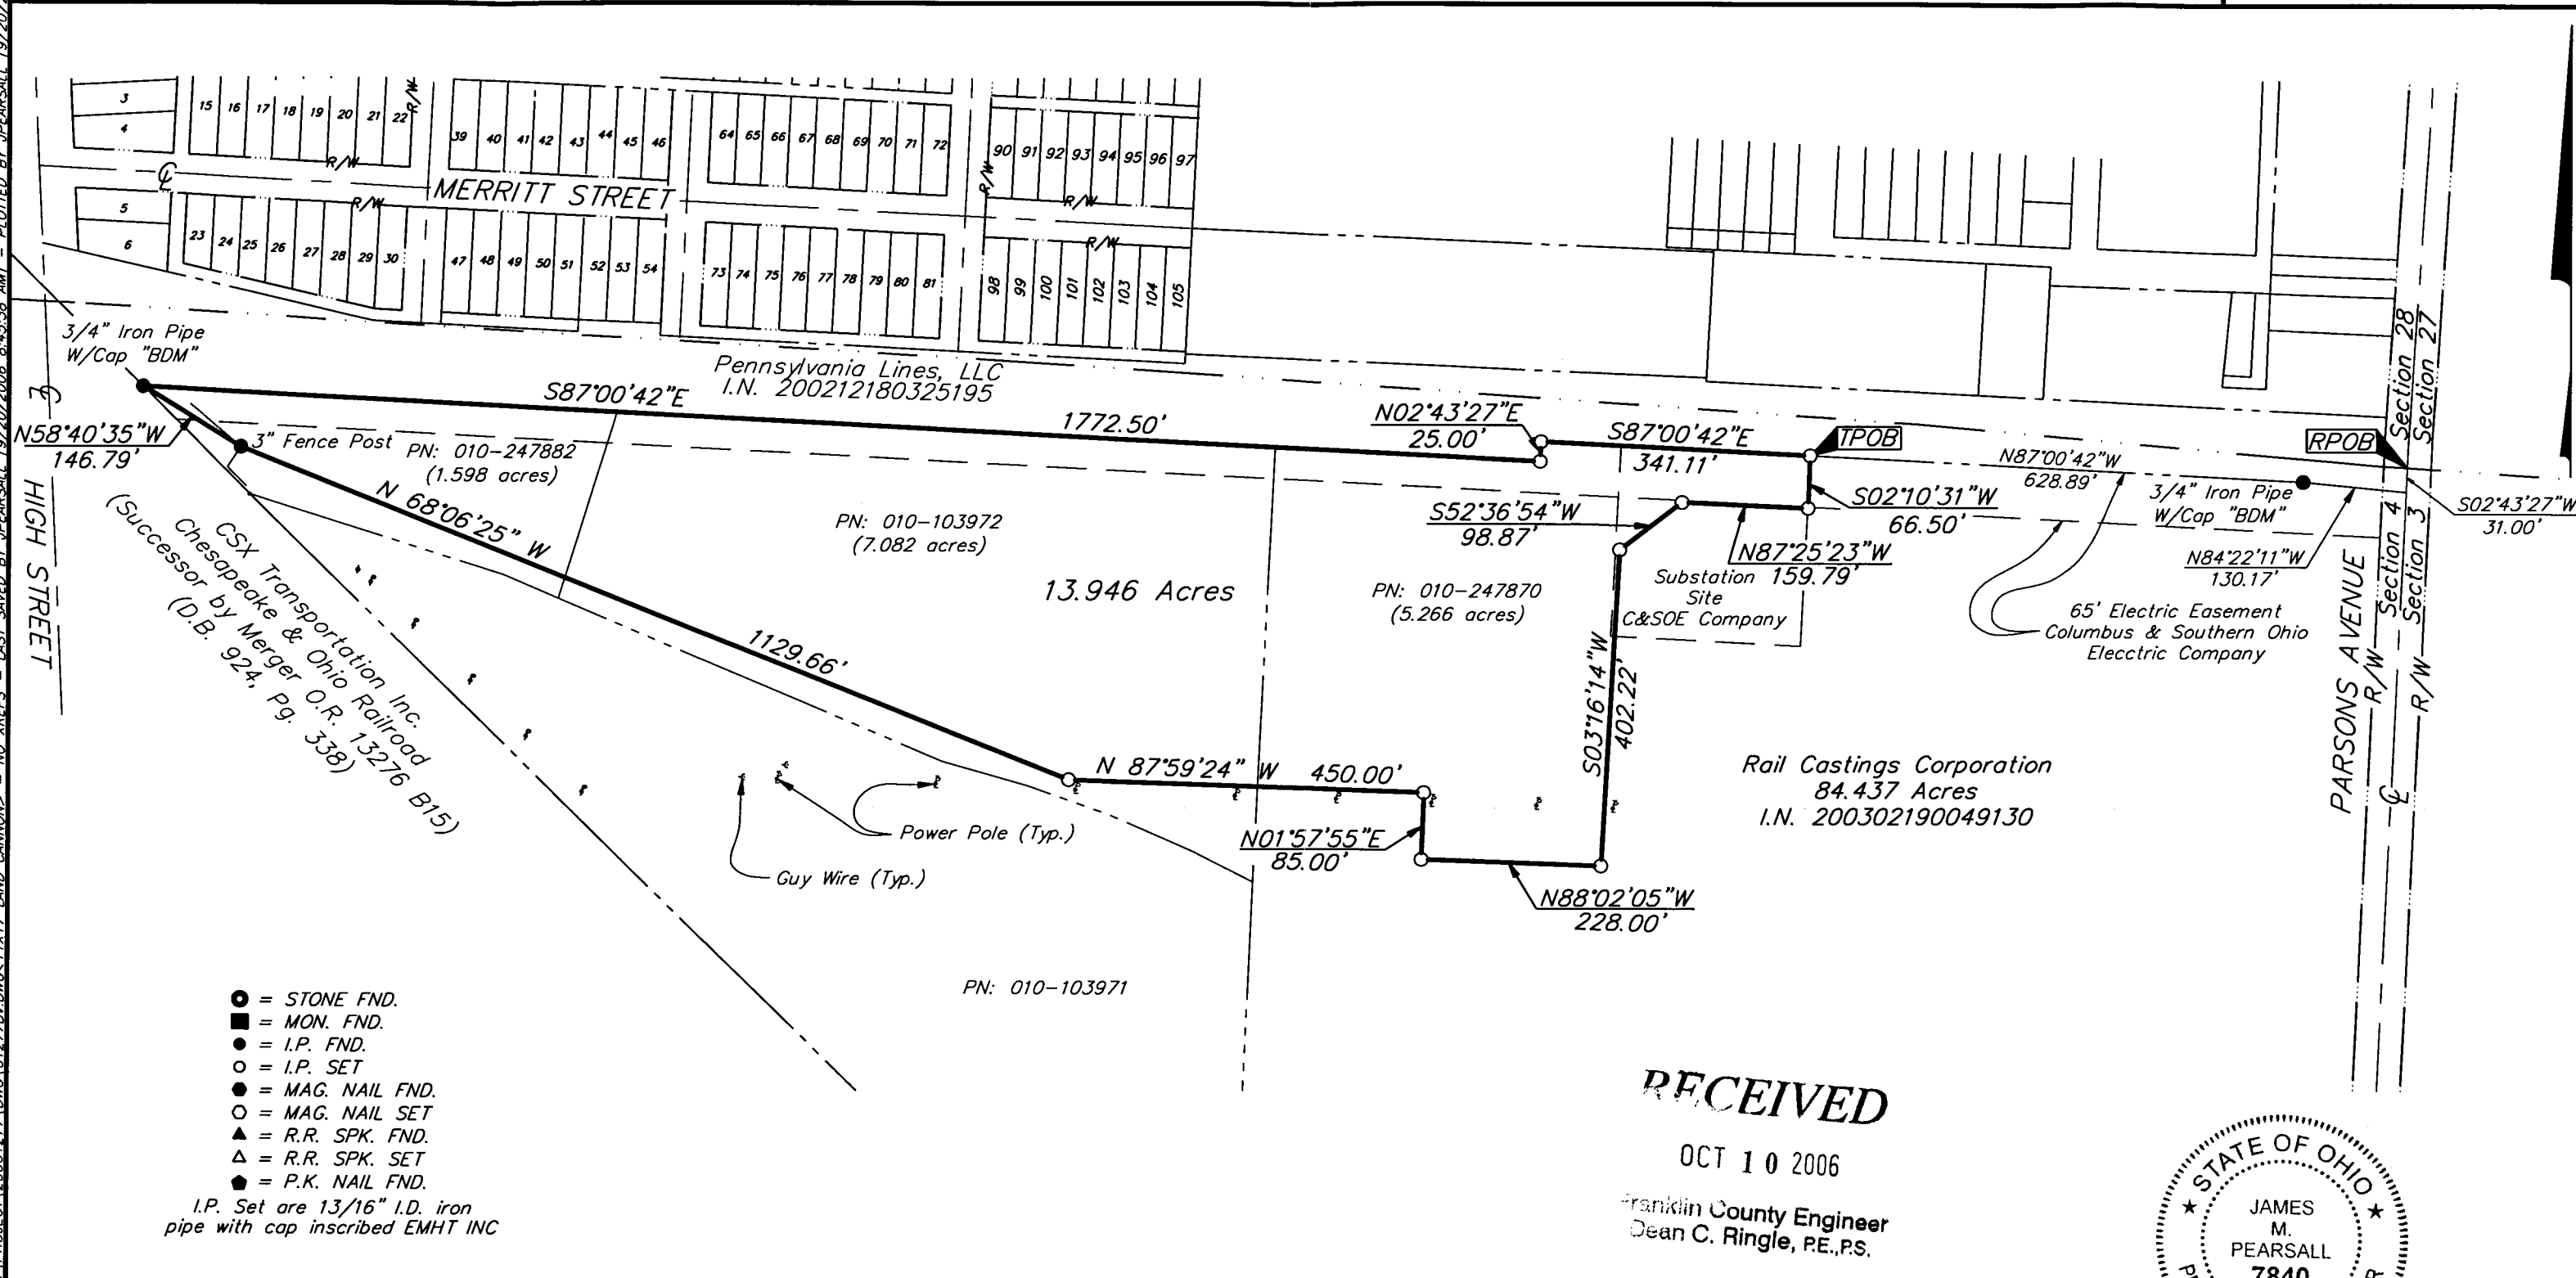 3
4
15 16 17 18 19 20 21 22
R/W
39 40 41 42 43 44 45 46
64 65 66 67 68 69 70 71 72
90 91 92 93 94 95 96 97
R/W
R/W
℄
MERRITT STREET
R/W
R/W
R/W
5
6
23 24 25 26 27 28 29 30
47 48 49 50 51 52 53 54
73 74 75 76 77 78 79 80 81
98 99 100 101 102 103 104 105
3/4" Iron Pipe
W/Cap "BDM"
℄
HIGH STREET
Pennsylvania Lines, LLC
I.N. 200212180325195
S87°00'42"E
1772.50'
N02°43'27"E
25.00'
S87°00'42"E
341.11'
TPOB
N87°00'42"W
628.89'
RPOB
Section 28
Section 27
3/4" Iron Pipe
W/Cap "BDM"
S02°43'27"W
31.00'
N84°22'11"W
130.17'
S02°10'31"W
66.50'
N58°40'35"W
146.79'
3" Fence Post
PN: 010-247882
(1.598 acres)
N 68°06'25" W
1129.66'
PN: 010-103972
(7.082 acres)
13.946 Acres
S52°36'54"W
98.87'
N87°25'23"W
159.79'
PN: 010-247870
(5.266 acres)
Substation
Site
C&SOE Company
65' Electric Easement
Columbus & Southern Ohio
Elecctric Company
Section 4
Section 3
PARSONS AVENUE
R/W
R/W
℄
CSX Transportation Inc.
Chesapeake & Ohio Railroad
(Successor by Merger O.R. 13276 B15)
(D.B. 924, Pg. 338)
S03°16'14"W
402.22'
N 87°59'24" W 450.00'
Rail Castings Corporation
84.437 Acres
I.N. 200302190049130
Power Pole (Typ.)
Guy Wire (Typ.)
N01°57'55"E
85.00'
N88°02'05"W
228.00'
PN: 010-103971
= STONE FND.
= MON. FND.
= I.P. FND.
= I.P. SET
= MAG. NAIL FND.
= MAG. NAIL SET
= R.R. SPK. FND.
= R.R. SPK. SET
= P.K. NAIL FND.
I.P. Set are 13/16" I.D. iron
pipe with cap inscribed EMHT INC
RECEIVED
OCT 10 2006
Franklin County Engineer
Dean C. Ringle, P.E.,P.S.
STATE OF OHIO
JAMES
M.
PEARSALL
7840